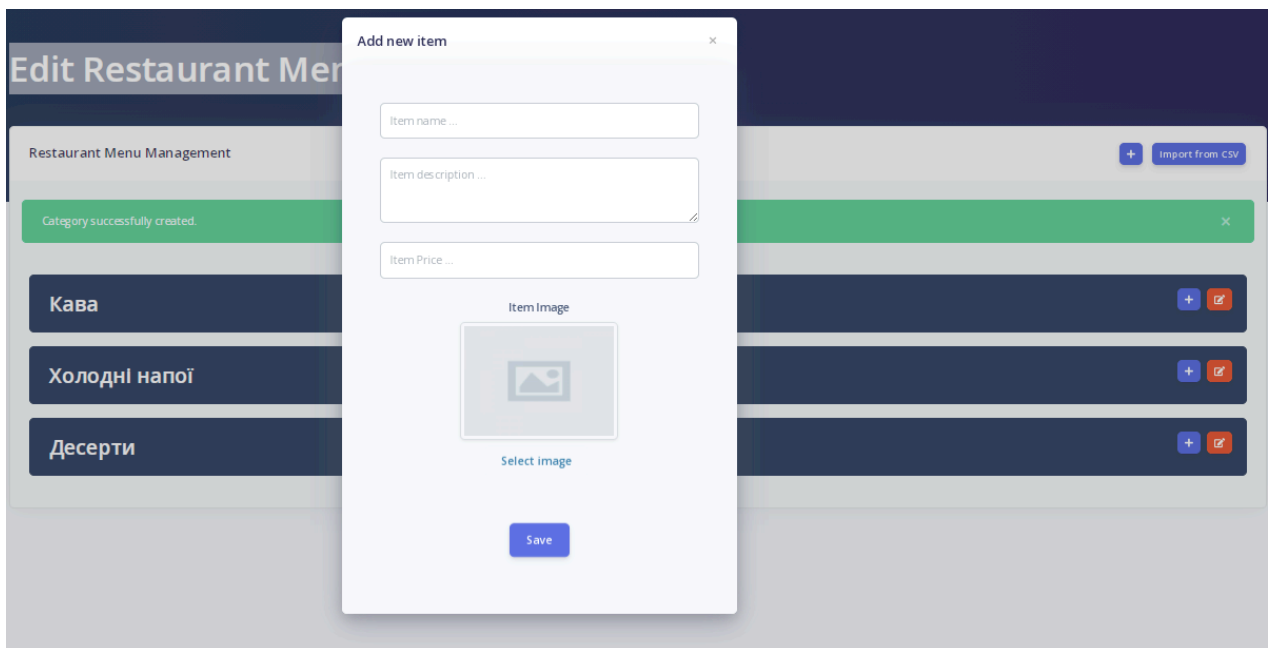 Add new item
×
Edit Restaurant Mer
Item name ...
Restaurant Menu Management
+
Import from CSV
Item description ...
Category successfully created.
×
Item Price ...
Кава
+
Item Image
Холодні напої
+
Десерти
+
Select image
Save